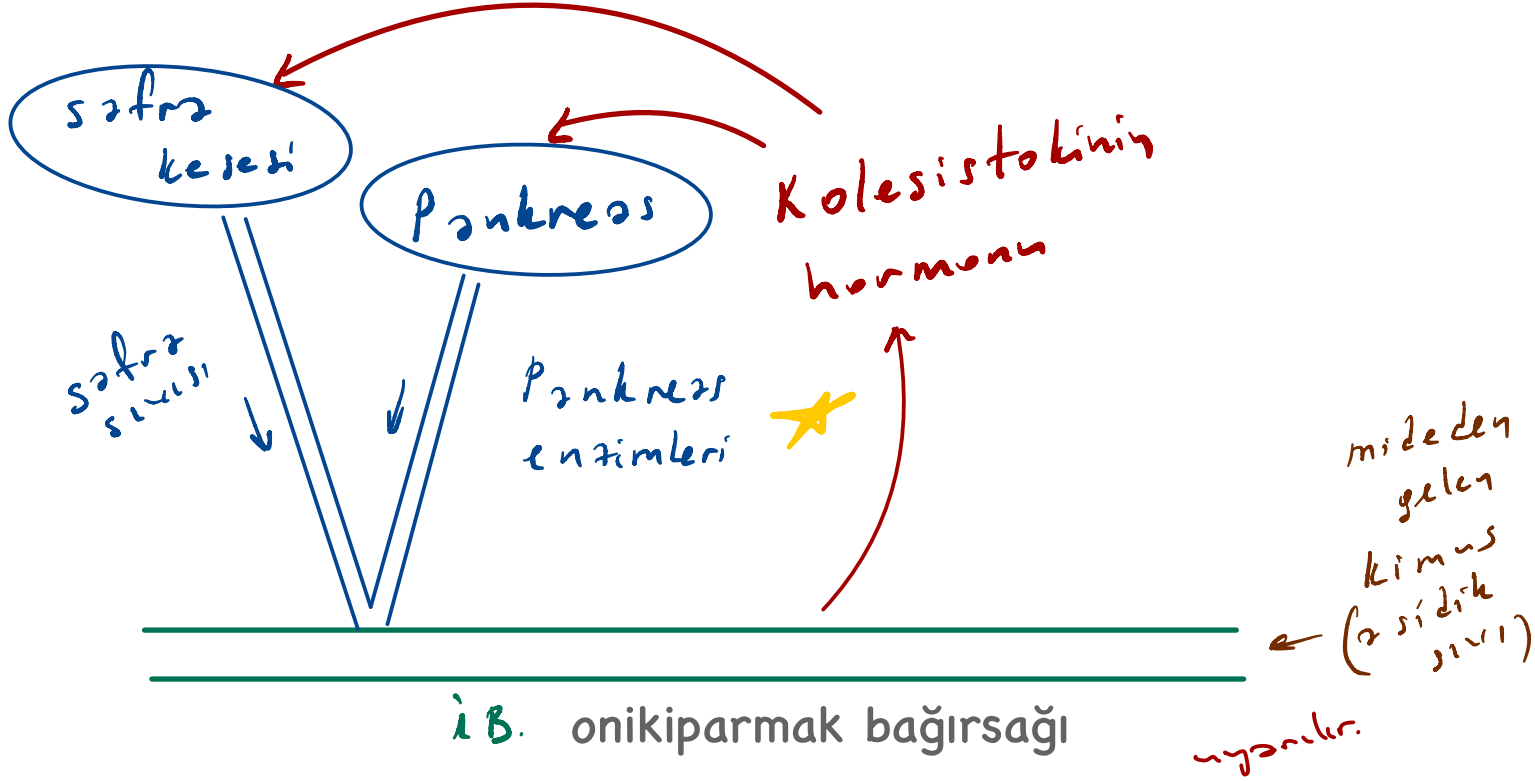 safra
kesesi
Pankreas
Kolesistokinin
hormonu
safra
sıvısı
Pankreas
enzimleri
mideden
gelen
kimus
(asidik
sıvı)
İB. onikiparmak bağırsağı
uyarılır.